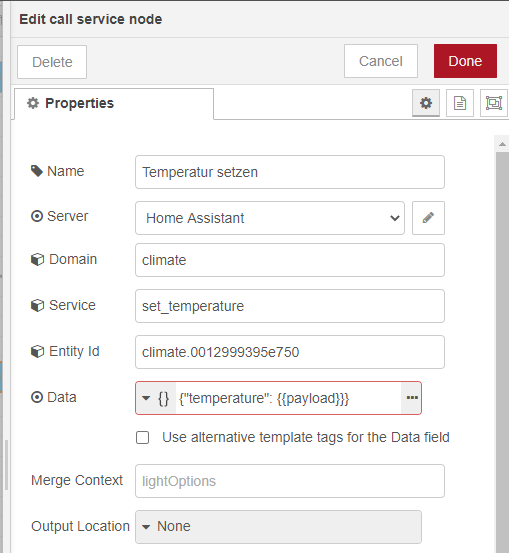 Edit call service node
Delete
Cancel
Done
Properties
Name
Temperatur setzen
Server
Home Assistant
Domain
climate
Service
set_temperature
Entity Id
climate.0012999395e750
Data
{} {"temperature": {{payload}}}
Use alternative template tags for the Data field
Merge Context
lightOptions
Output Location
None